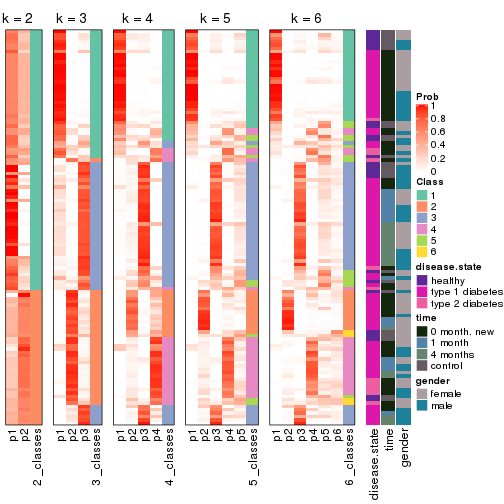 k = 2 k = 3 k = 4 k = 5 k = 6
Prob
1
0.8
0.6
0.4
0.2
0
Class
1
2
3
4
5
6
disease.state
healthy
type 1 diabetes
type 2 diabetes
time
0 month. new
1 month
4 months
control
gender
female
male
p1 p2 2_classes p1 p2 p3 3_classes p1 p2 p3 p4 4_classes p1 p2 p3 p4 p5 5_classes p1 p2 p3 p4 p5 p6 6_classes disease.state time gender